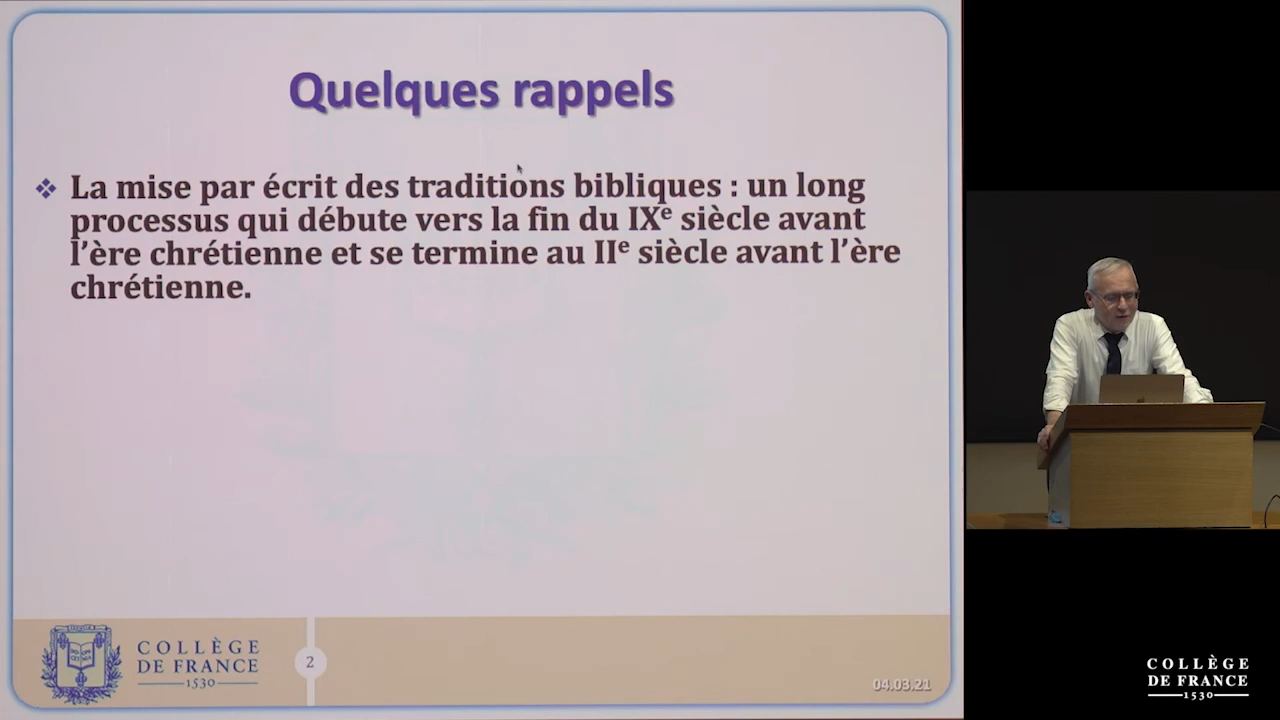 Quelques rappels
❖ La mise par écrit des traditions bibliques : un long
processus qui débute vers la fin du IXᵉ siècle avant
l’ère chrétienne et se termine au IIᵉ siècle avant l’ère
chrétienne.
COLLÈGE
DE FRANCE
1530
2
04.03.21
COLLÈGE
DE FRANCE
1530